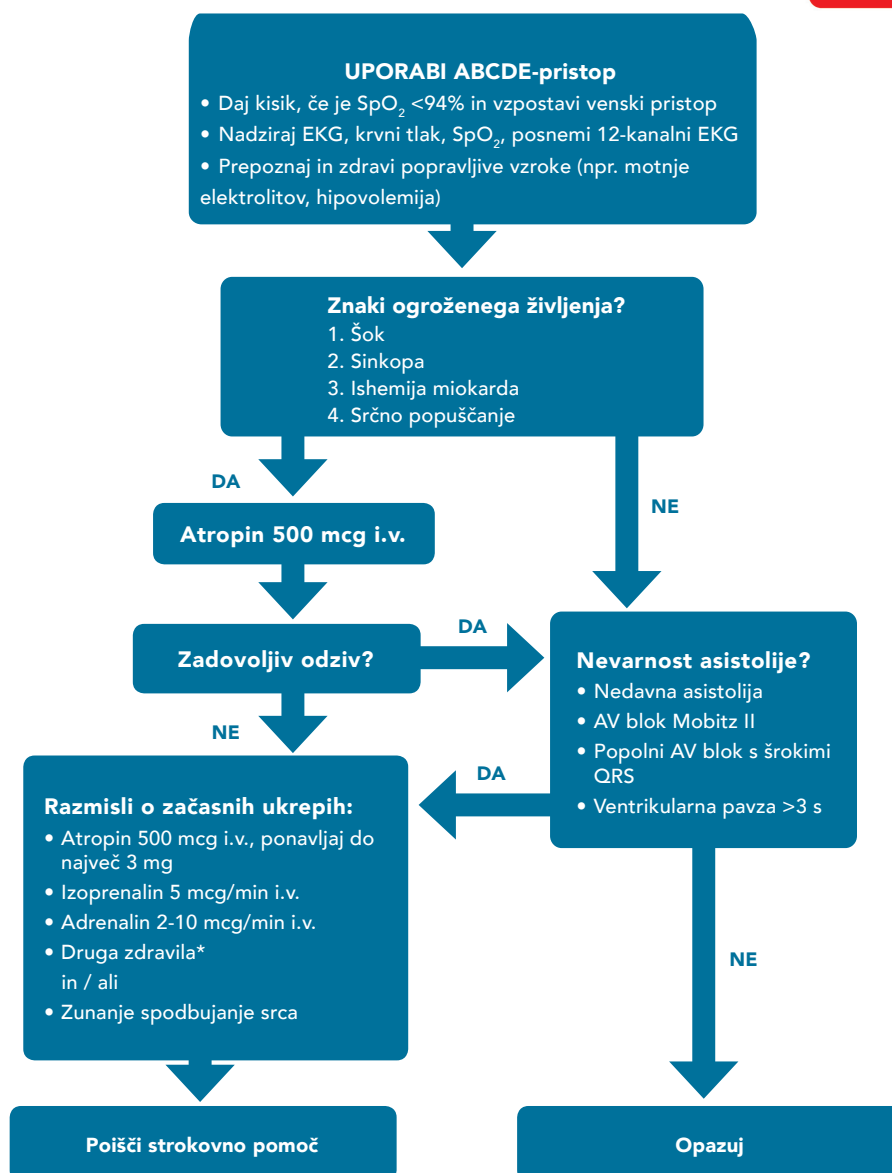 UPORABI ABCDE-pristop
• Daj kisik, če je SpO₂ <94% in vzpostavi venski pristop
• Nadziraj EKG, krvni tlak, SpO₂, posnemi 12-kanalni EKG
• Prepoznaj in zdravi popravljive vzroke (npr. motnje
elektrolitov, hipovolemija)
Znaki ogroženega življenja?
1. Šok
2. Sinkopa
3. Ishemija miokarda
4. Srčno popuščanje
DA
NE
Atropin 500 mcg i.v.
Zadovoljiv odziv?
DA
NE
Nevarnost asistolije?
• Nedavna asistolija
• AV blok Mobitz II
• Popolni AV blok s šrokimi
QRS
• Ventrikularna pavza >3 s
DA
Razmisli o začasnih ukrepih:
• Atropin 500 mcg i.v., ponavljaj do
največ 3 mg
• Izoprenalin 5 mcg/min i.v.
• Adrenalin 2-10 mcg/min i.v.
• Druga zdravila*
in / ali
• Zunanje spodbujanje srca
NE
Poišči strokovno pomoč
Opazuj